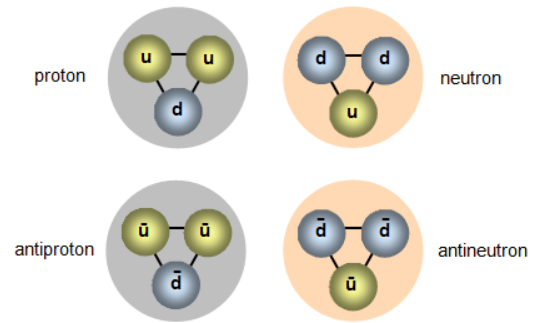 u u
d
proton
d d
u
neutron
ū ū
d̄
antiproton
d̄ d̄
ū
antineutron